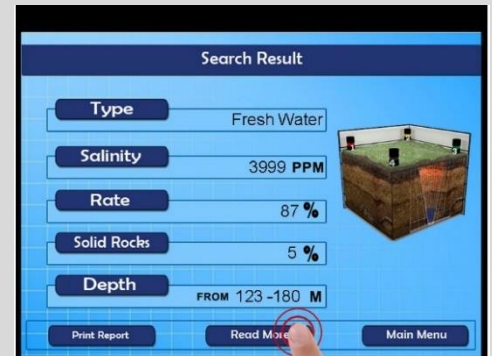 Search Result
Type
Fresh Water
Salinity
3999 PPM
Rate
87 %
Solid Rocks
5 %
Depth
FROM 123 -180 M
Print Report
Read More
Main Menu